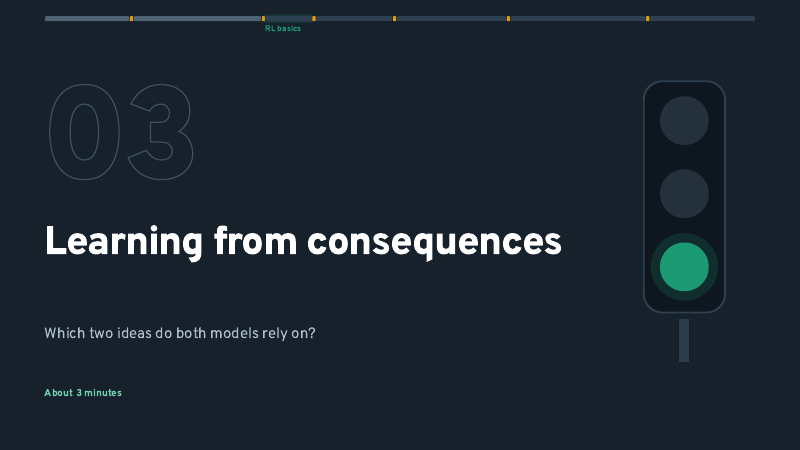 RL basics
03
Learning from consequences
Which two ideas do both models rely on?
About 3 minutes